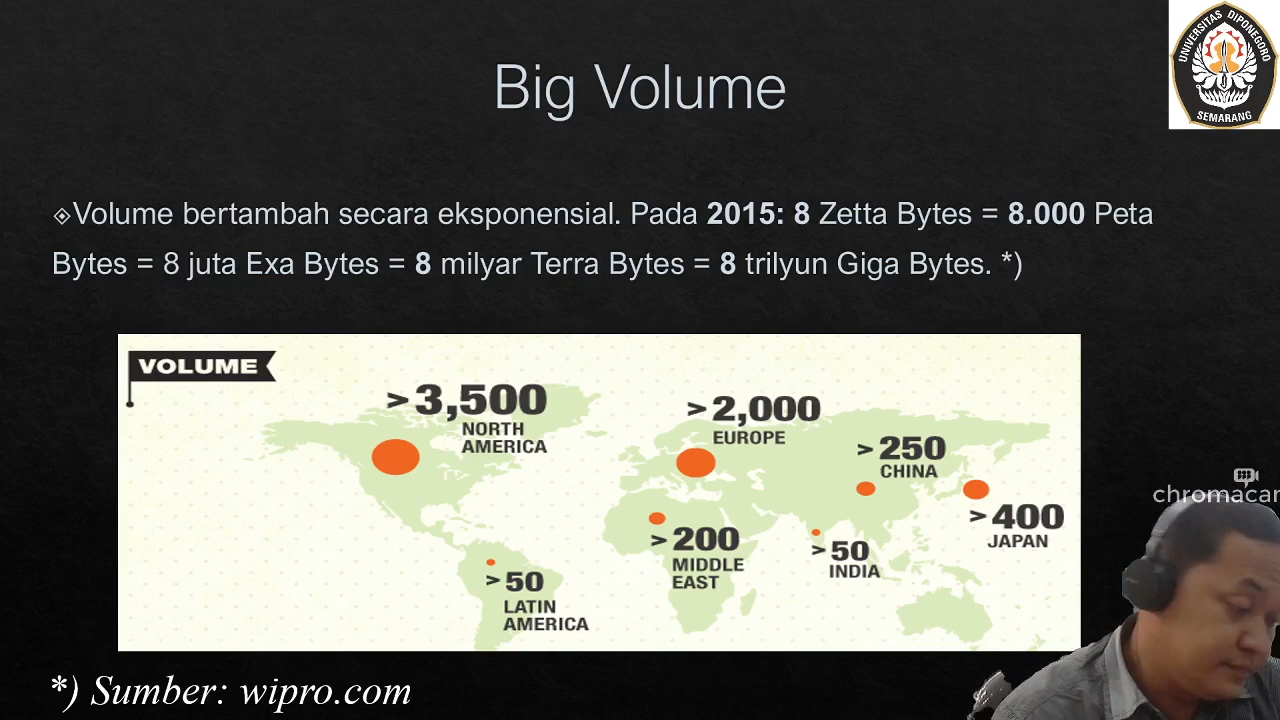 UNIVERSITAS DIPONEGORO
SEMARANG
Big Volume
Volume bertambah secara eksponensial. Pada 2015: 8 Zetta Bytes = 8.000 Peta
Bytes = 8 juta Exa Bytes = 8 milyar Terra Bytes = 8 trilyun Giga Bytes. *)
VOLUME
>3,500
NORTH
AMERICA
>2,000
EUROPE
>250
CHINA
>400
JAPAN
>200
MIDDLE
EAST
>50
INDIA
>50
LATIN
AMERICA
chromacam
*) Sumber: wipro.com